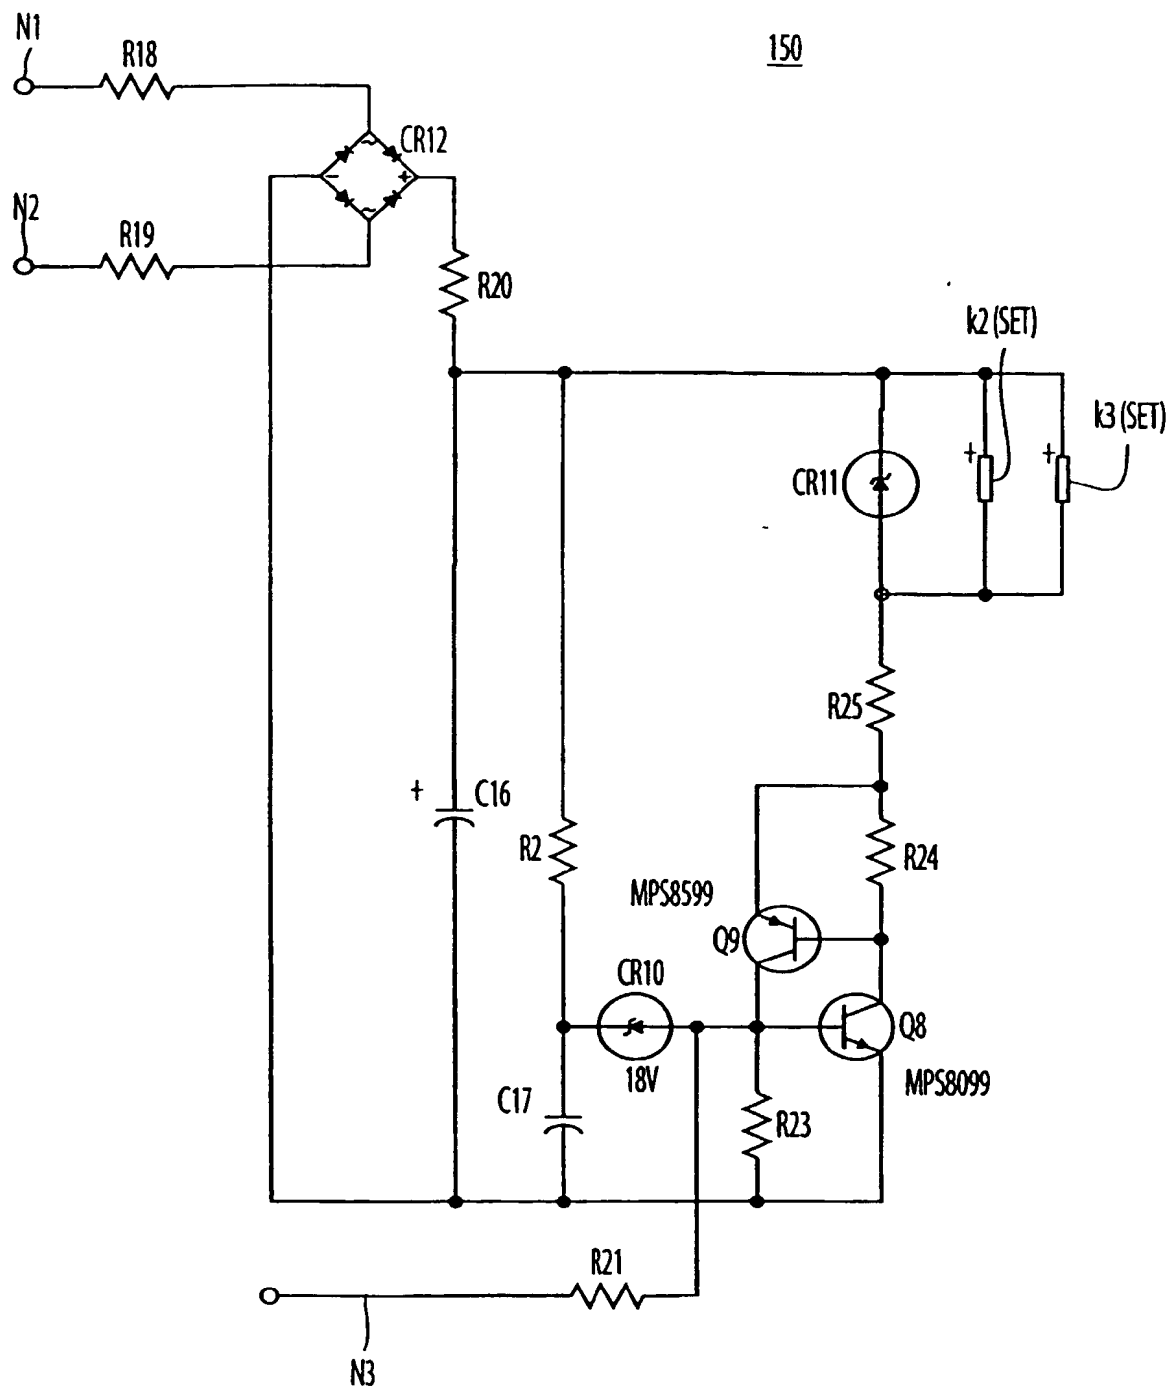 N1
R18
150
CR12
N2
R19
R20
k2 (SET)
k3 (SET)
+
+
CR11
R25
+
C16
R2
R24
MPS8599
Q9
CR10
Q8
18V
MPS8099
C17
R23
R21
N3